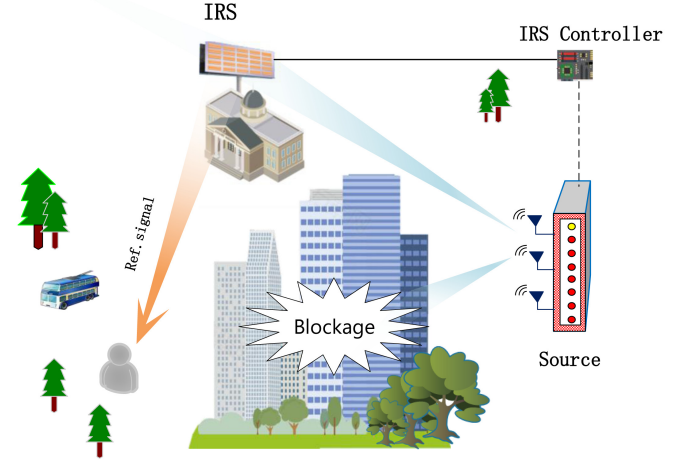 IRS
IRS Controller
Ref.signal
Blockage
Source